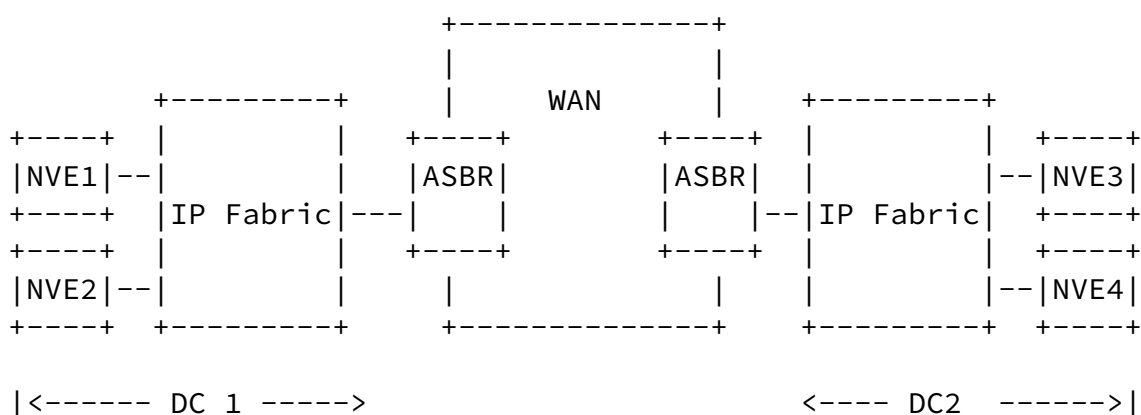 WAN
NVE1 ASBR ASBR NVE3
IP Fabric IP Fabric
NVE2 NVE4
|<------ DC 1 -----> <---- DC2 ------>|